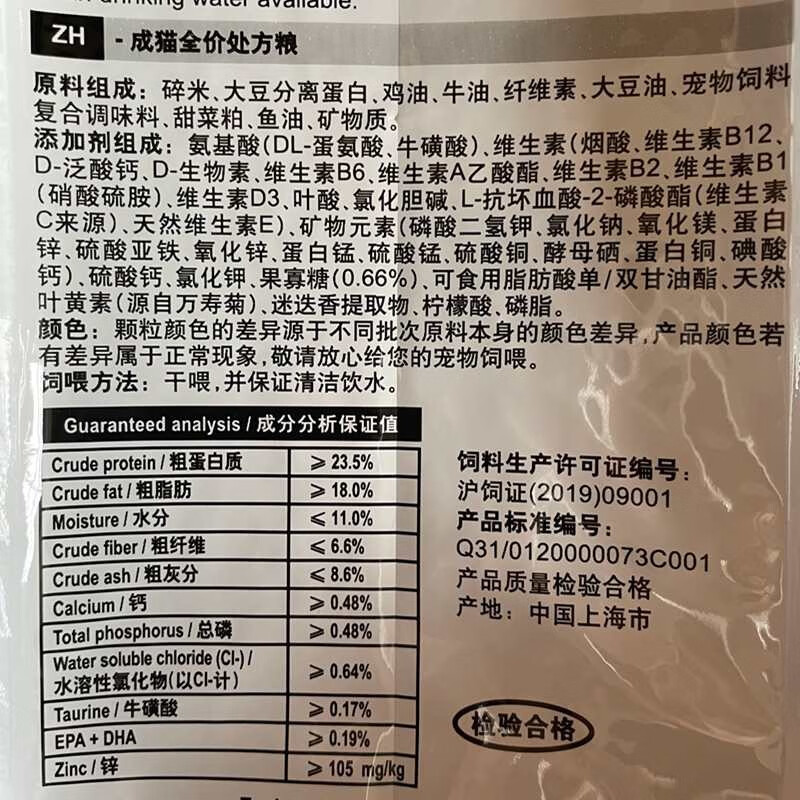 drinking water available.
ZH - 成猫全价处方粮
原料组成：碎米、大豆分离蛋白、鸡油、牛油、纤维素、大豆油、宠物饲料
复合调味料、甜菜粕、鱼油、矿物质。
添加剂组成：氨基酸(DL-蛋氨酸、牛磺酸)、维生素(烟酸、维生素B12、
D-泛酸钙、D-生物素、维生素B6、维生素A乙酸酯、维生素B2、维生素B1
(硝酸硫胺)、维生素D3、叶酸、氯化胆碱、L-抗坏血酸-2-磷酸酯(维生素
C来源)、天然维生素E)、矿物元素(磷酸二氢钾、氯化钠、氧化镁、蛋白
锌、硫酸亚铁、氧化锌、蛋白锰、硫酸锰、硫酸铜、酵母硒、蛋白铜、碘酸
钙)、硫酸钙、氯化钾、果寡糖(0.66%)、可食用脂肪酸单/双甘油酯、天然
叶黄素(源自万寿菊)、迷迭香提取物、柠檬酸、磷脂。
颜色：颗粒颜色的差异源于不同批次原料本身的颜色差异,产品颜色若
有差异属于正常现象,敬请放心给您的宠物饲喂。
饲喂方法：干喂,并保证清洁饮水。
Guaranteed analysis / 成分分析保证值
Crude protein / 粗蛋白质 ⩾ 23.5%
Crude fat / 粗脂肪 ⩾ 18.0%
Moisture / 水分 ⩽ 11.0%
Crude fiber / 粗纤维 ⩽ 6.6%
Crude ash / 粗灰分 ⩽ 8.6%
Calcium / 钙 ⩾ 0.48%
Total phosphorus / 总磷 ⩾ 0.48%
Water soluble chloride (Cl-) /
水溶性氯化物(以Cl-计) ⩾ 0.64%
Taurine / 牛磺酸 ⩾ 0.17%
EPA + DHA ⩾ 0.19%
Zinc / 锌 ⩾ 105 mg/kg
饲料生产许可证编号：
沪饲证(2019)09001
产品标准编号：
Q31/0120000073C001
产品质量检验合格
产地：中国上海市
检验合格